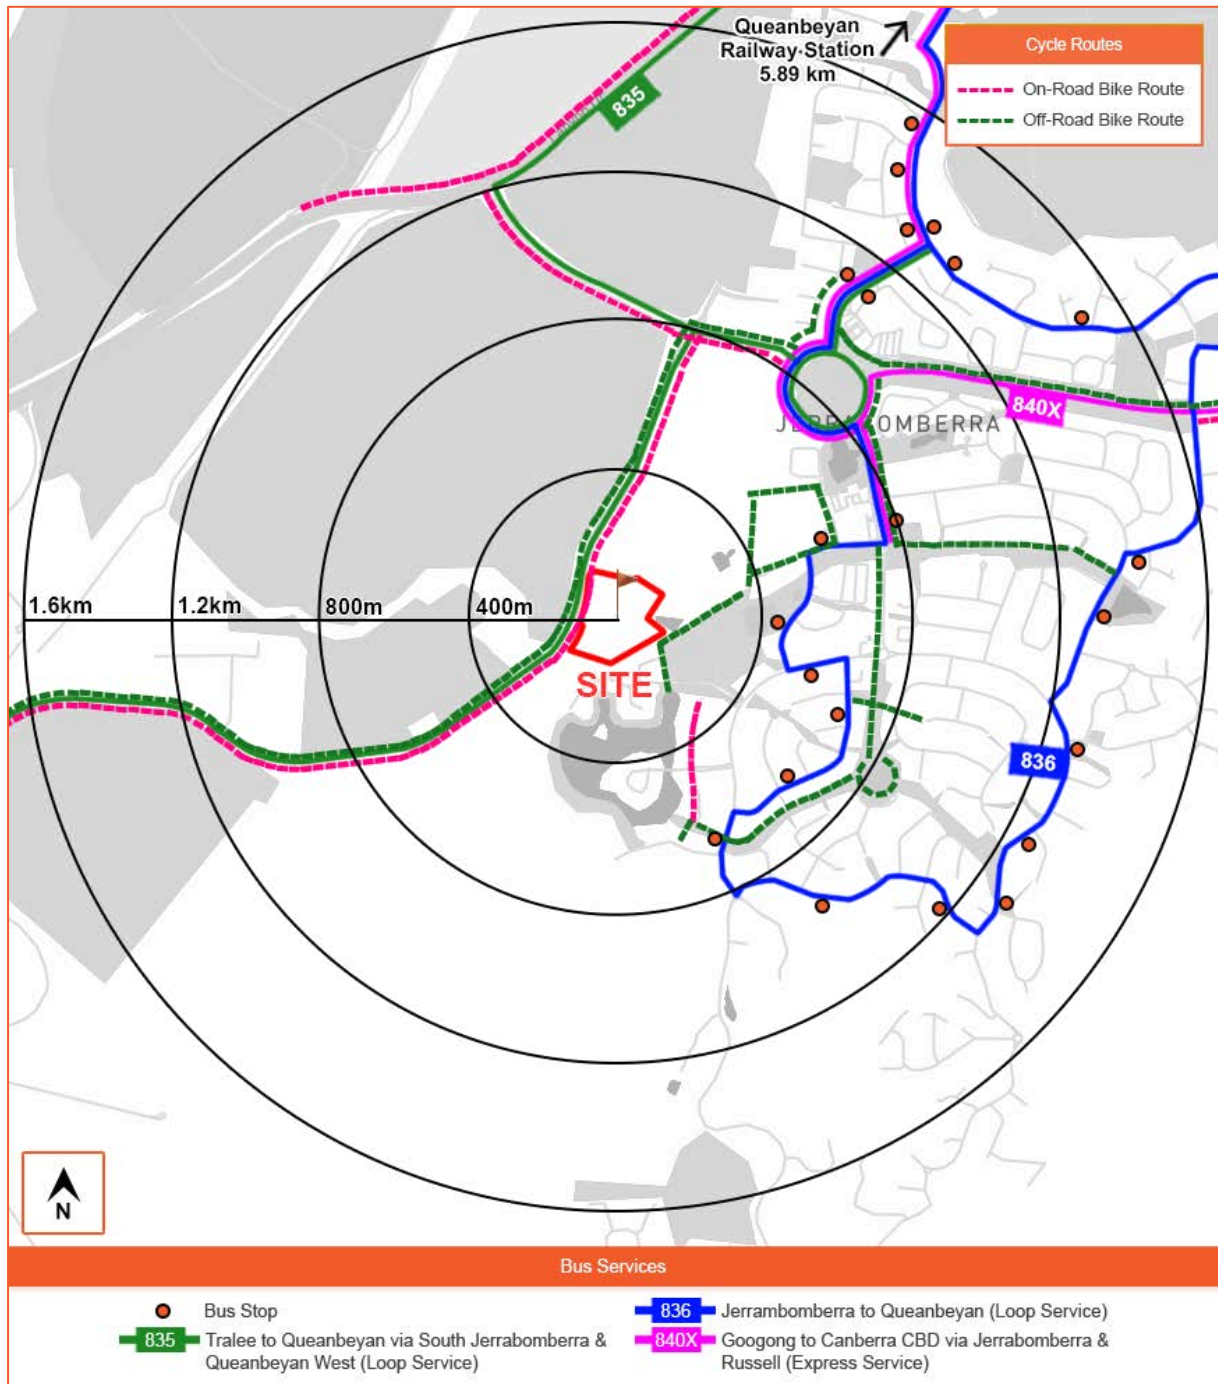 Queanbeyan
Railway Station
5.89 km
Cycle Routes
On-Road Bike Route
Off-Road Bike Route
835
840X
JERRABOMBERRA
1.6km
1.2km
800m
400m
SITE
836
N
Bus Services
Bus Stop
835 Tralee to Queanbeyan via South Jerrabomberra &
Queanbeyan West (Loop Service)
836 Jerrambomberra to Queanbeyan (Loop Service)
840X Googong to Canberra CBD via Jerrabomberra &
Russell (Express Service)